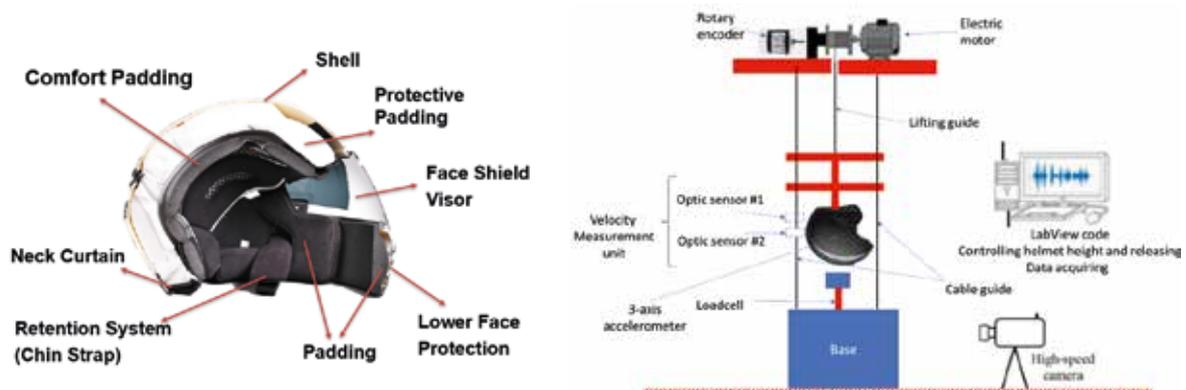 Shell
Comfort Padding
Protective
Padding
Face Shield
Visor
Neck Curtain
Retention System
(Chin Strap)
Padding
Lower Face
Protection
Rotary
encoder
Electric
motor
Lifting guide
Optic sensor #1
Velocity
Measurement
unit
Optic sensor #2
LabView code
Controlling helmet height and releasing
Data acquiring
3-axis
accelerometer
Loadcell
Cable guide
Base
High-speed
camera